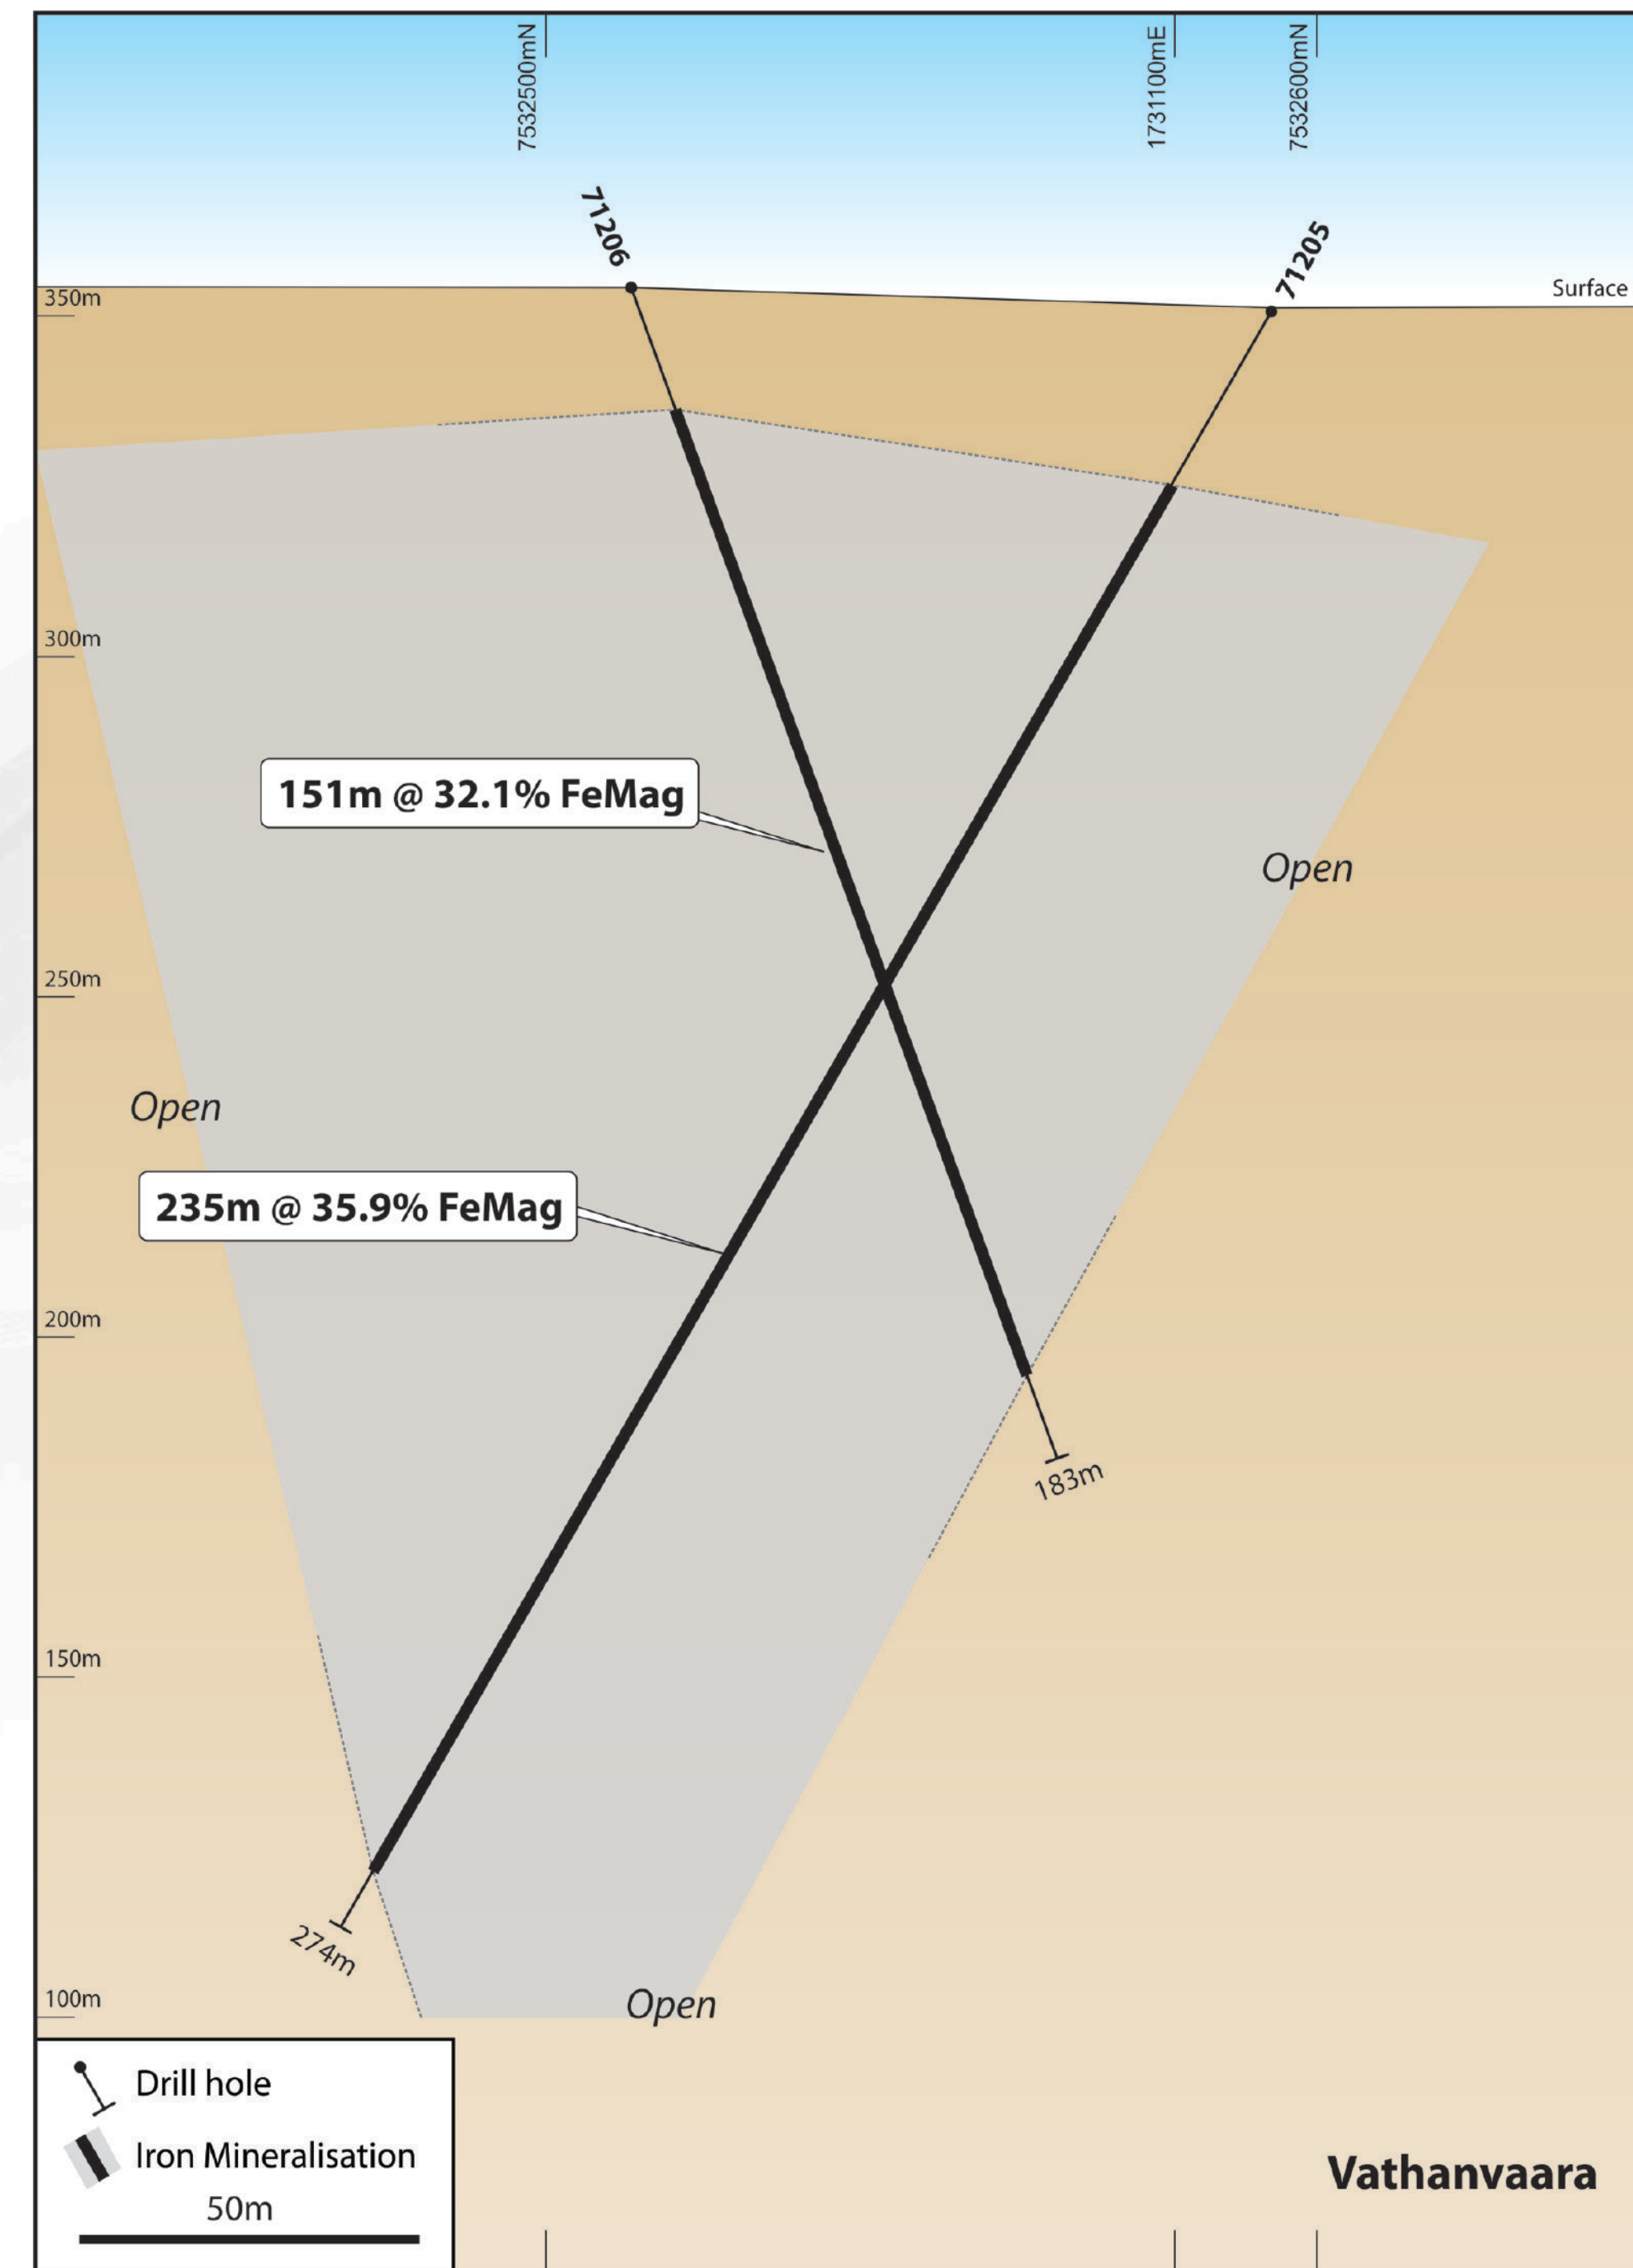 7532500mN
1731100mE
7532600mN
71206
71205
Surface
350m
300m
151m @ 32.1% FeMag
Open
250m
Open
235m @ 35.9% FeMag
200m
183m
150m
274m
100m
Open
Drill hole
Iron Mineralisation
50m
Vathanvaara